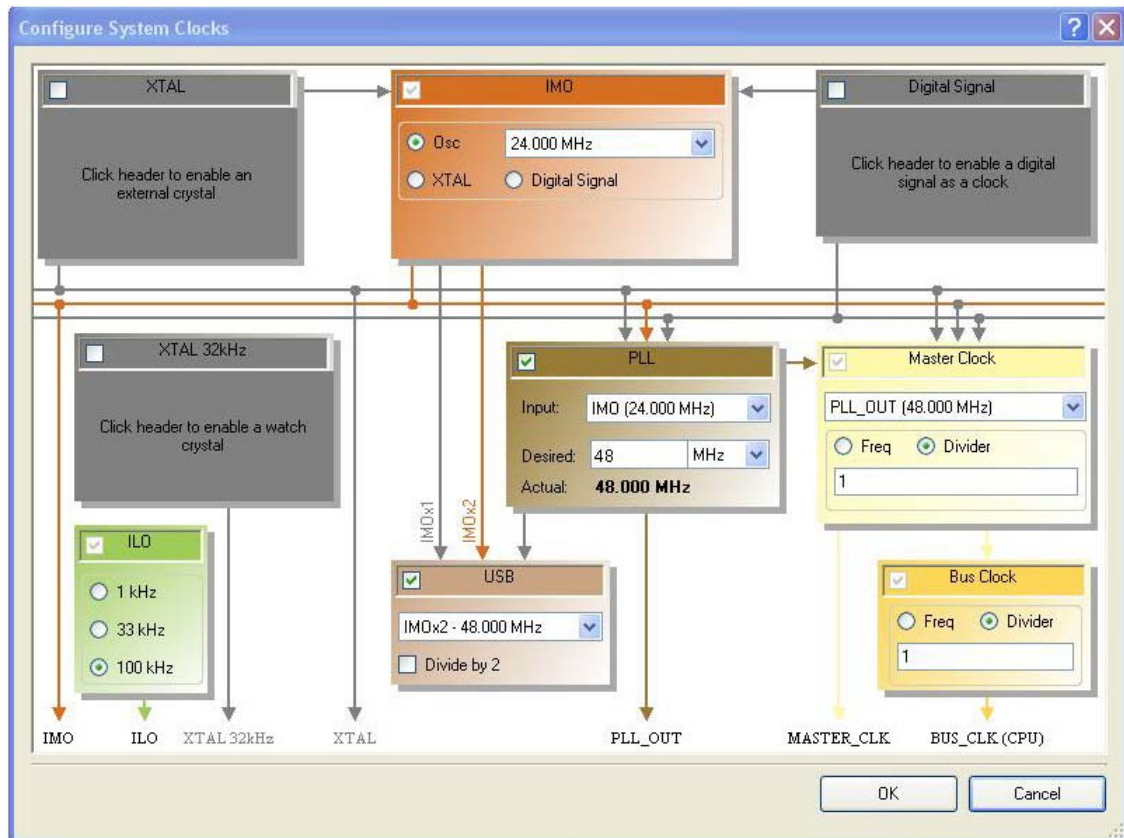 Configure System Clocks
XTAL
Click header to enable an
external crystal
IMO
Osc
24.000 MHz
XTAL
Digital Signal
Digital Signal
Click header to enable a digital
signal as a clock
XTAL 32kHz
Click header to enable a watch
crystal
PLL
Input:
IMO (24.000 MHz)
Desired:
48
MHz
Actual:
48.000 MHz
Master Clock
PLL_OUT (48.000 MHz)
Freq
Divider
1
IMOx1
IMOx2
ILO
1 kHz
33 kHz
100 kHz
USB
IMOx2 - 48.000 MHz
Divide by 2
Bus Clock
Freq
Divider
1
IMO
ILO
XTAL 32kHz
XTAL
PLL_OUT
MASTER_CLK
BUS_CLK (CPU)
OK
Cancel